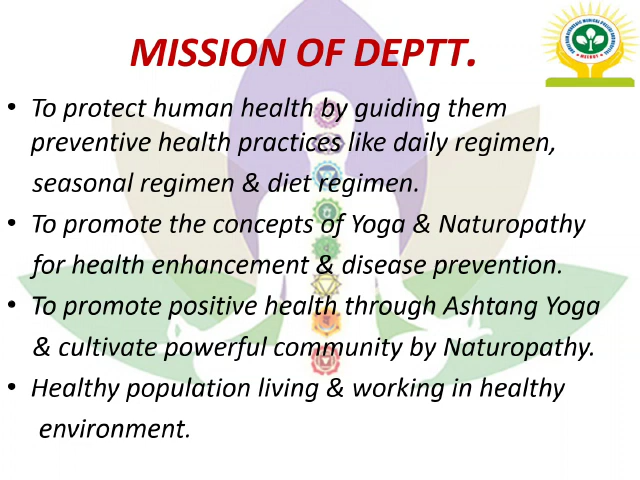 MISSION OF DEPTT.
• To protect human health by guiding them
preventive health practices like daily regimen,
seasonal regimen & diet regimen.
• To promote the concepts of Yoga & Naturopathy
for health enhancement & disease prevention.
• To promote positive health through Ashtang Yoga
& cultivate powerful community by Naturopathy.
• Healthy population living & working in healthy
environment.